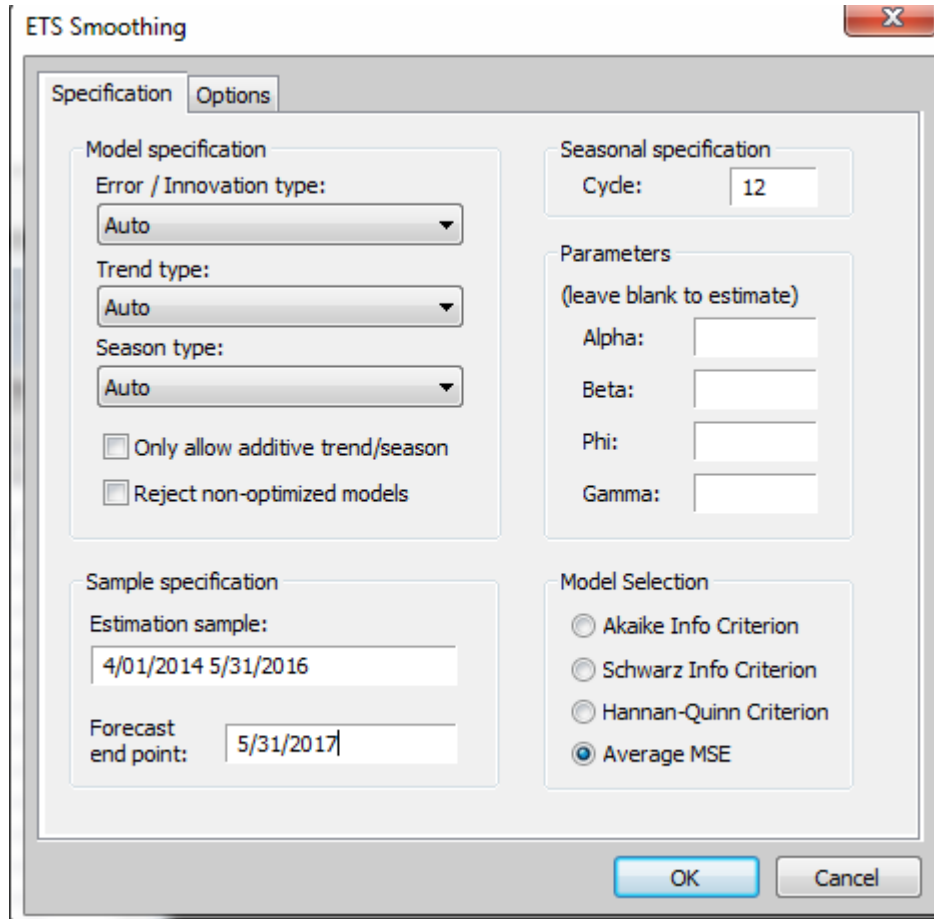 ETS Smoothing
Specification
Options
Model specification
Error / Innovation type:
Auto
Trend type:
Auto
Season type:
Auto
Only allow additive trend/season
Reject non-optimized models
Seasonal specification
Cycle: 12
Parameters
(leave blank to estimate)
Alpha:
Beta:
Phi:
Gamma:
Sample specification
Estimation sample:
4/01/2014 5/31/2016
Forecast
end point: 5/31/2017
Model Selection
Akaike Info Criterion
Schwarz Info Criterion
Hannan-Quinn Criterion
Average MSE
OK
Cancel